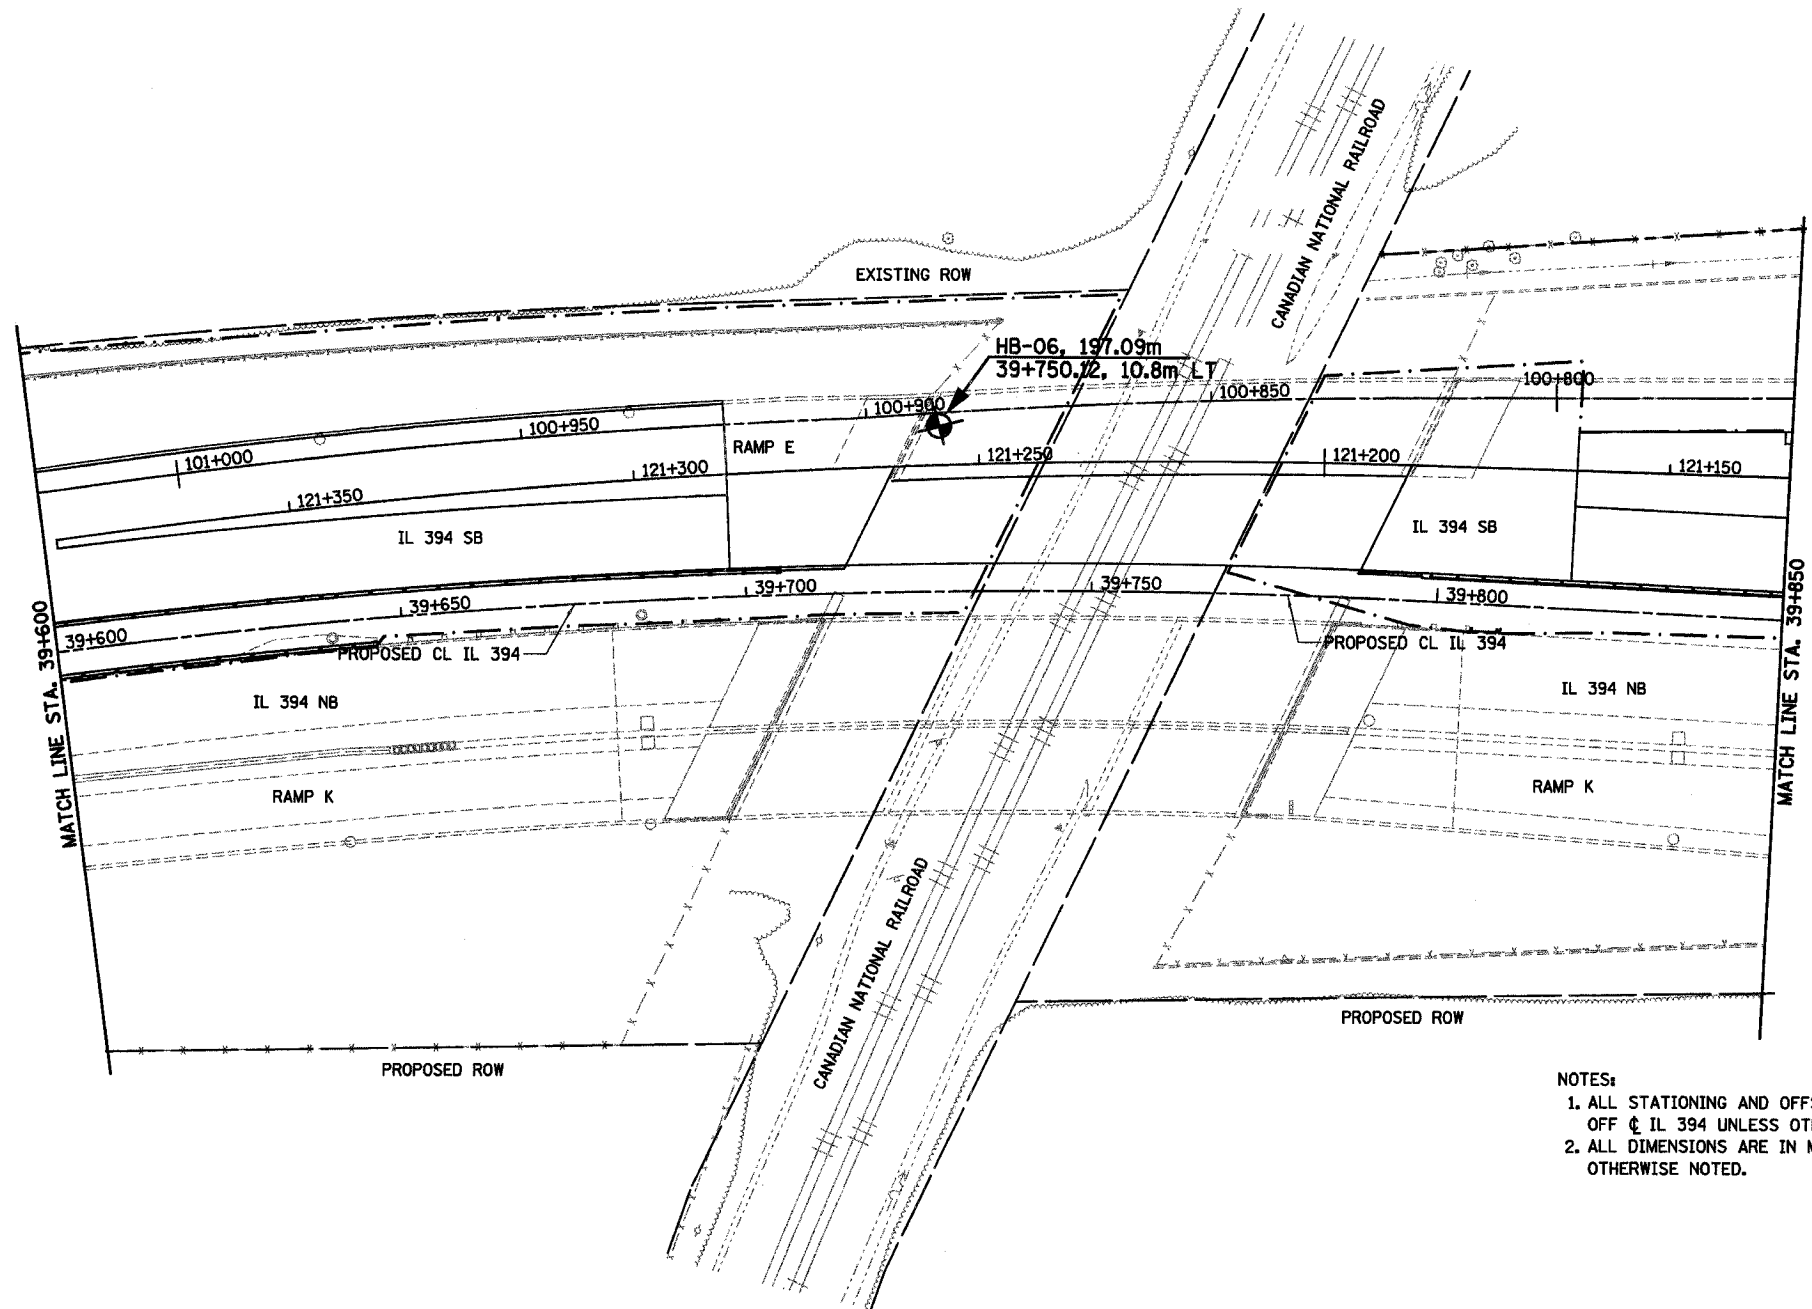 CANADIAN NATIONAL RAILROAD
EXISTING ROW
HB-06, 197.09m
39+750.12, 10.8m LT
100+800
100+850
100+900
100+950
101+000
RAMP E
121+150
121+200
121+250
121+300
121+350
IL 394 SB
IL 394 SB
39+600
39+650
39+700
39+750
39+800
MATCH LINE STA. 39+600
MATCH LINE STA. 39+850
PROPOSED CL IL 394
PROPOSED CL IL 394
IL 394 NB
IL 394 NB
RAMP K
RAMP K
CANADIAN NATIONAL RAILROAD
PROPOSED ROW
PROPOSED ROW
NOTES:
1. ALL STATIONING AND
OFF ℄ IL 394 UNLESS
2. ALL DIMENSIONS ARE IN
OTHERWISE NOTED.